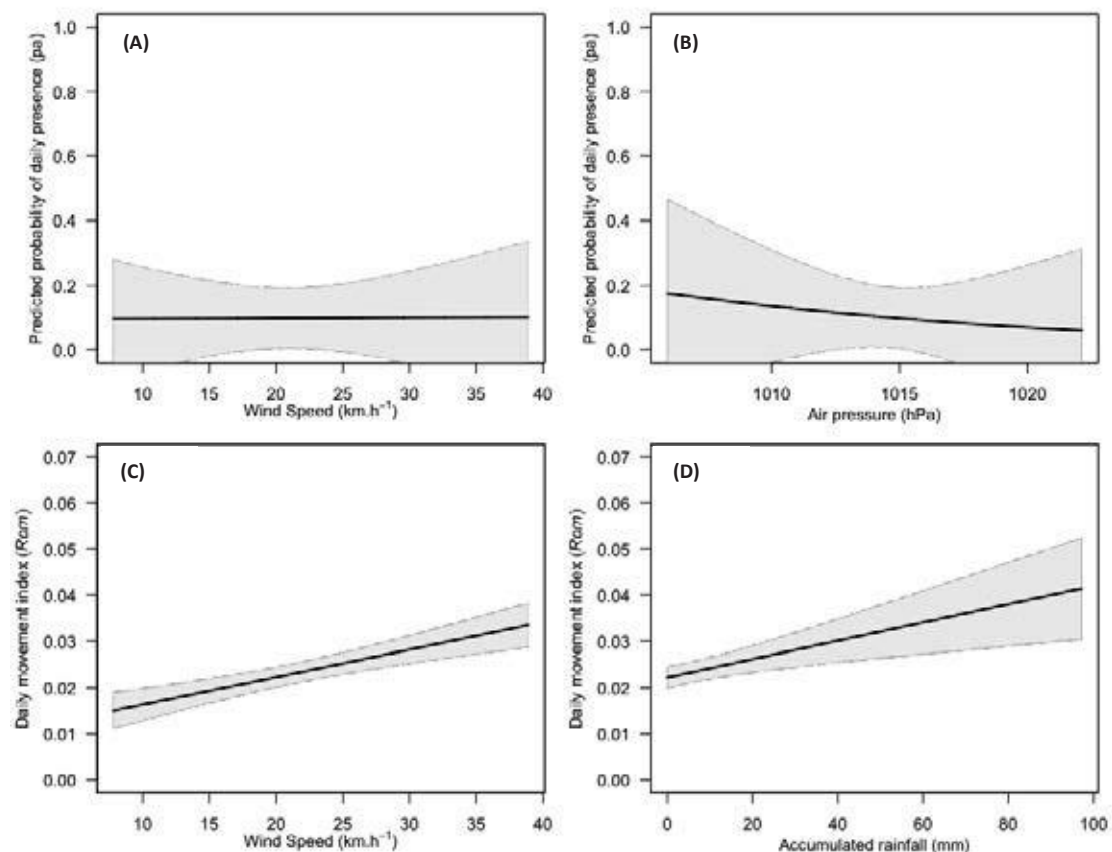 (A)
Predicted probability of daily presence (pa)
1.0
0.8
0.6
0.4
0.2
0.0
10 15 20 25 30 35 40
Wind Speed (km.h⁻¹)
(B)
Predicted probability of daily presence (pa)
1.0
0.8
0.6
0.4
0.2
0.0
1010 1015 1020
Air pressure (hPa)
(C)
Daily movement index (Rom)
0.07
0.06
0.05
0.04
0.03
0.02
0.01
0.00
10 15 20 25 30 35 40
Wind Speed (km.h⁻¹)
(D)
Daily movement index (Rom)
0.07
0.06
0.05
0.04
0.03
0.02
0.01
0.00
0 20 40 60 80 100
Accumulated rainfall (mm)